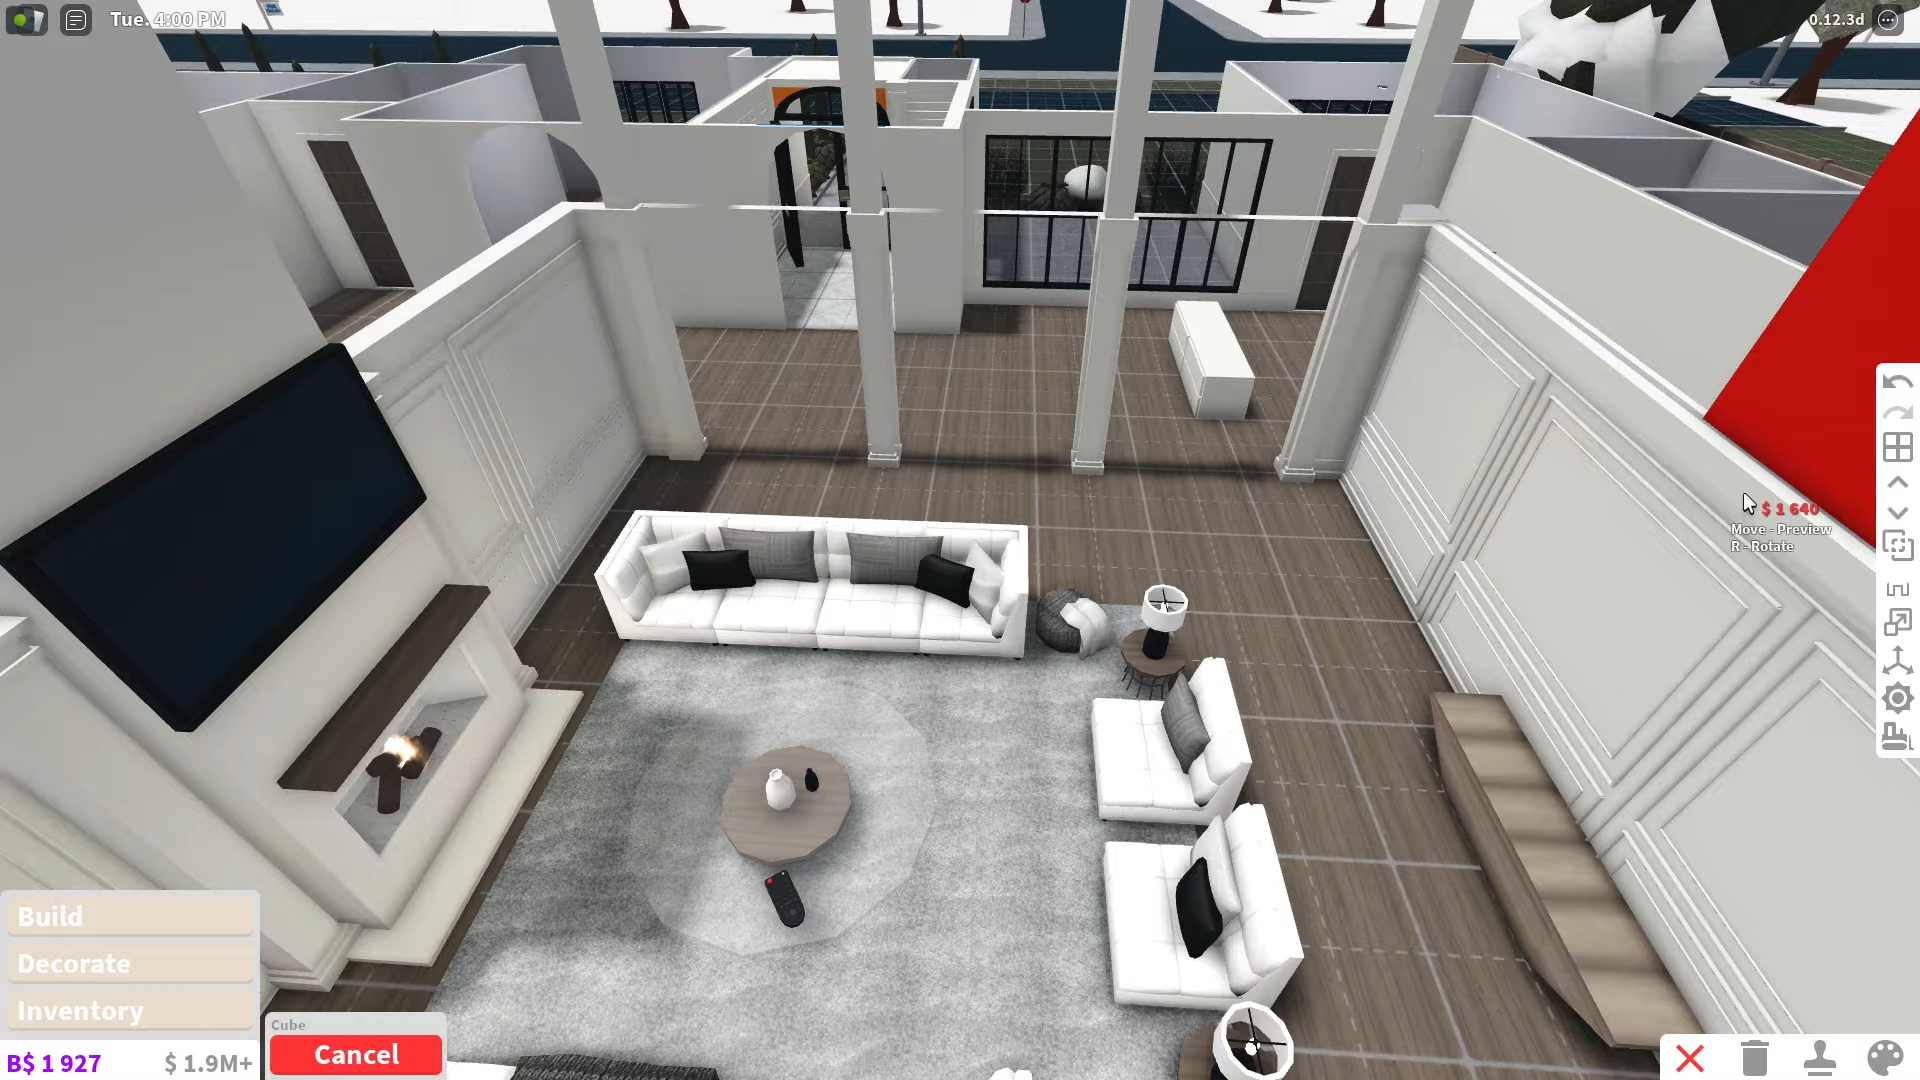 Tue. 4:00 PM
0.12.3d
$ 1 640
Move - Preview
R - Rotate
Build
Decorate
Inventory
B$ 1 927
$ 1.9M+
Cube
Cancel